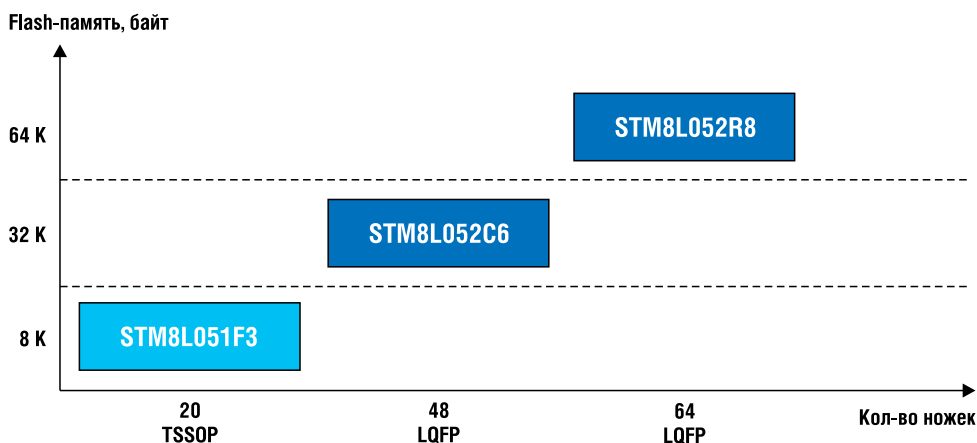 Flash-память, байт
64 K
STM8L052R8
32 K
STM8L052C6
8 K
STM8L051F3
20
TSSOP
48
LQFP
64
LQFP
Кол-во ножек